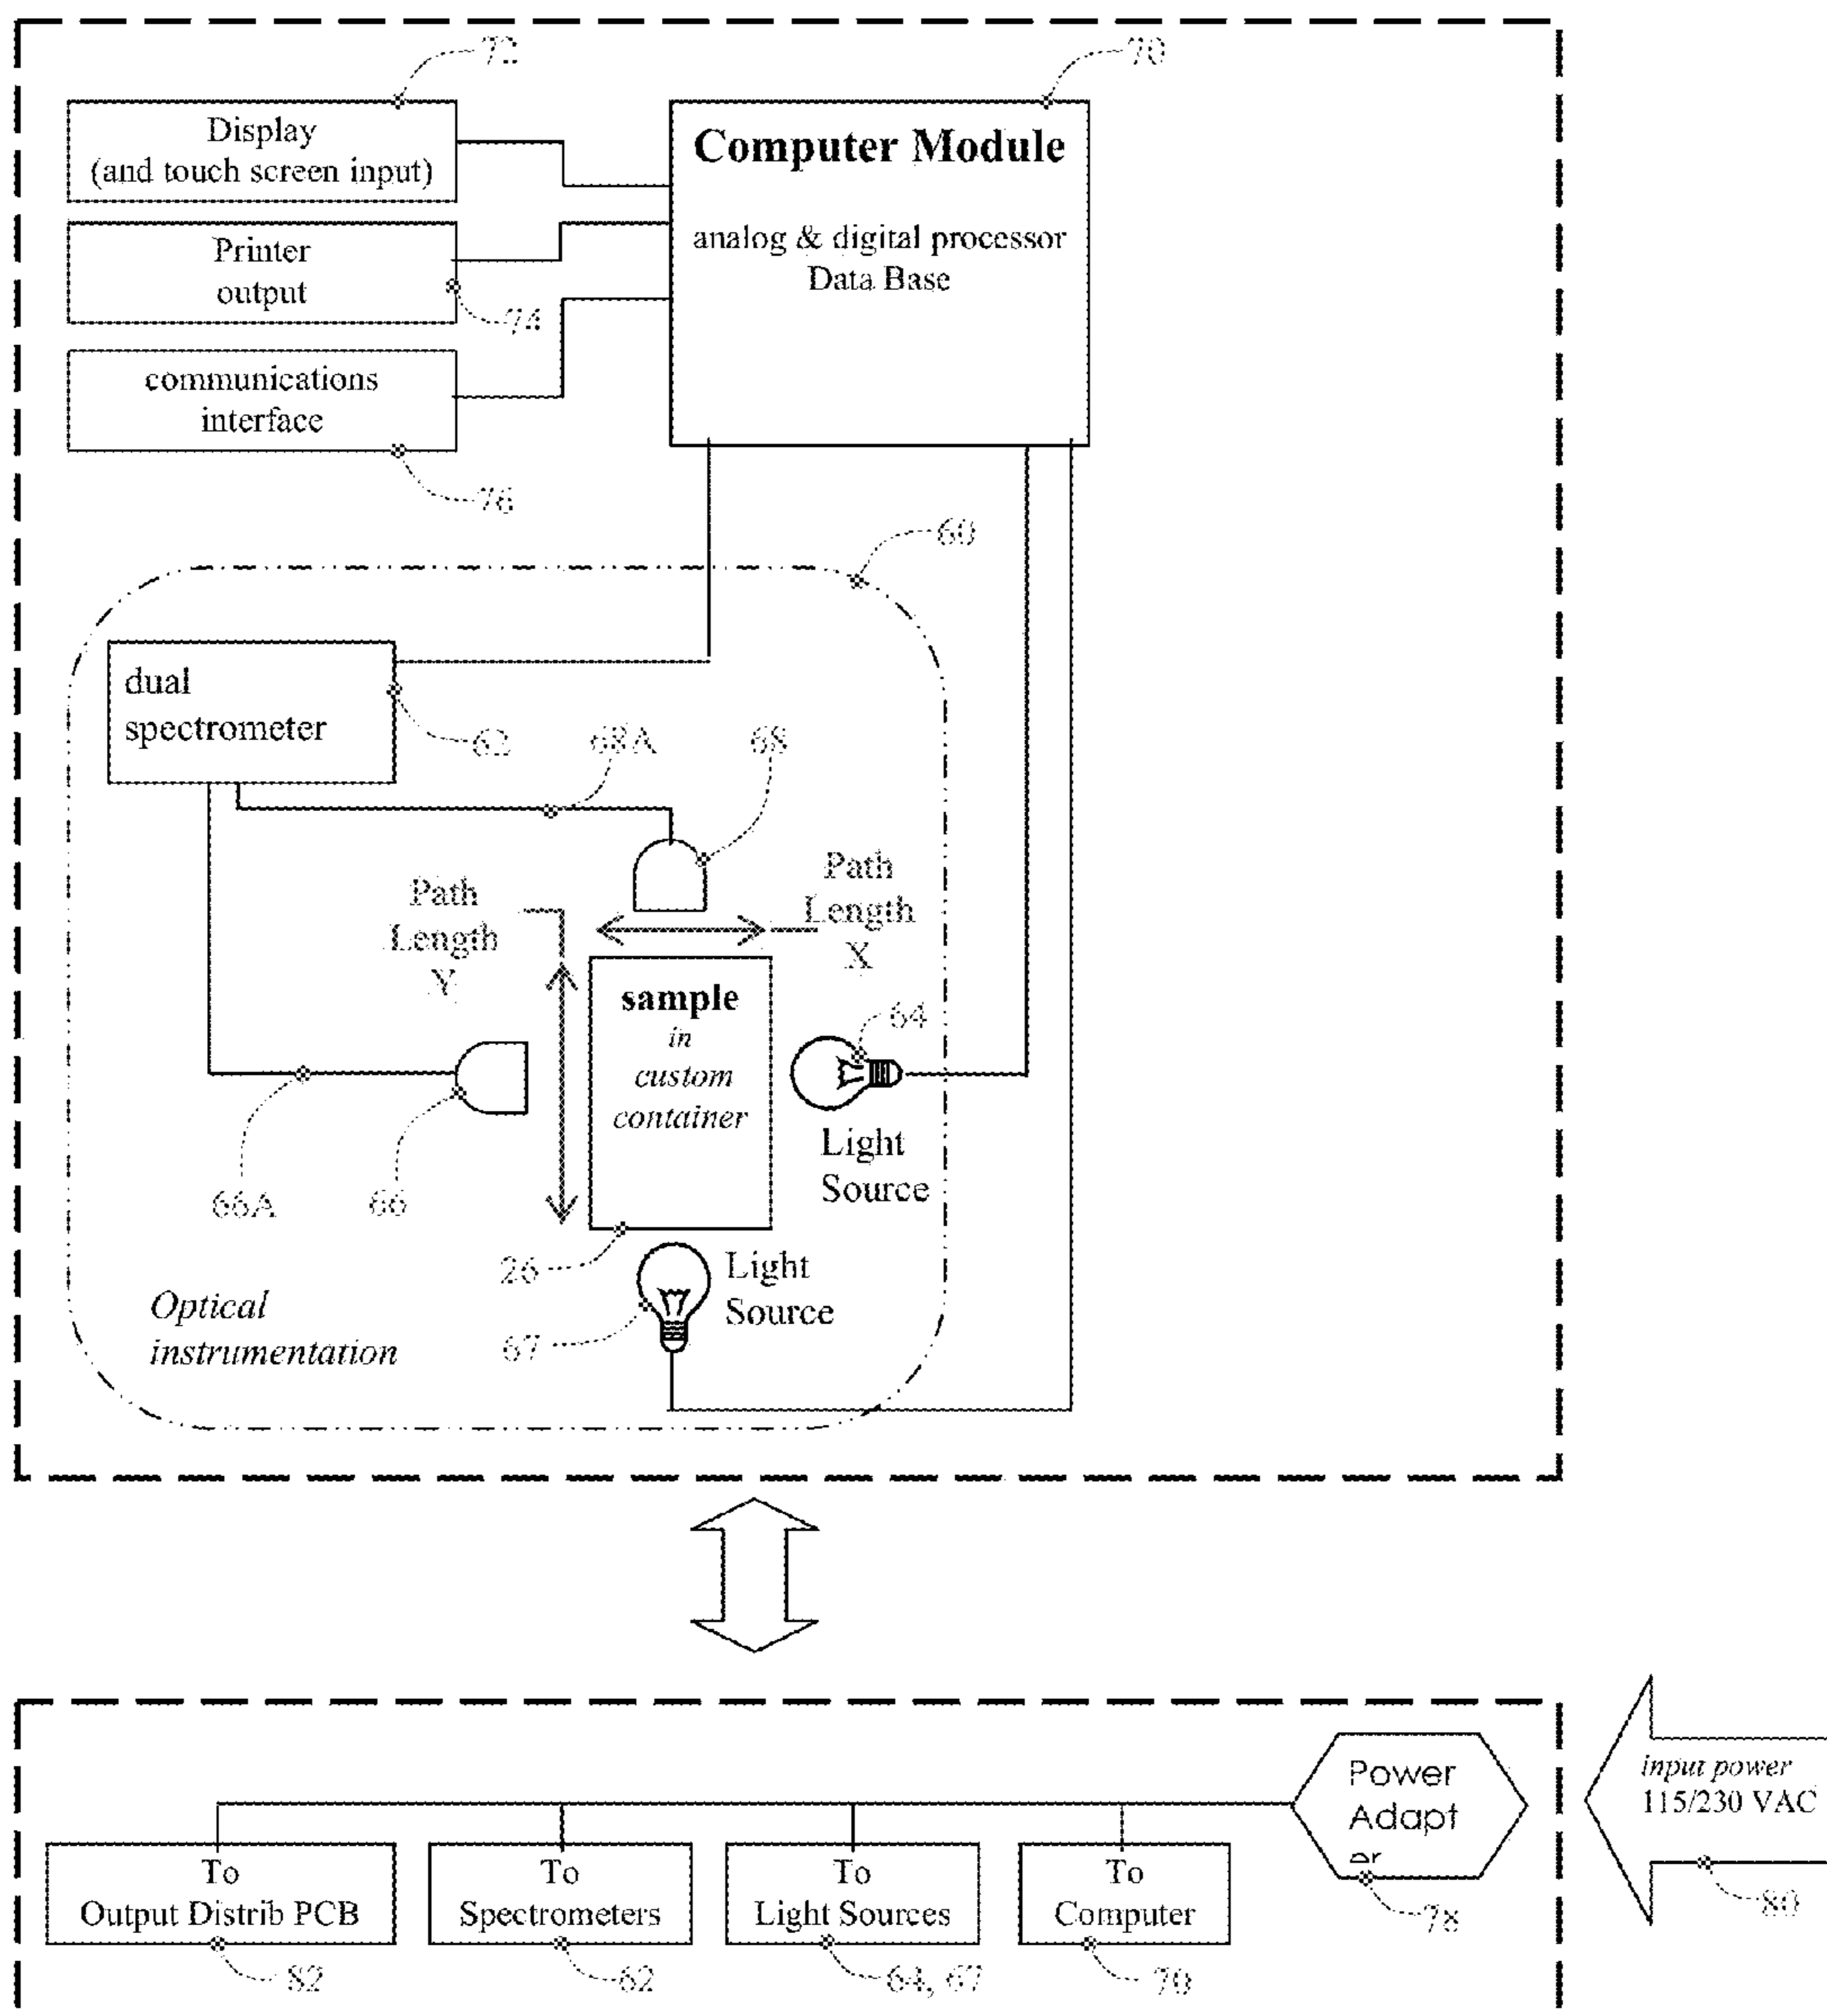 72
70
Display
(and touch screen input)
Computer Module
analog & digital processor
Data Base
Printer
output
74
communications
interface
76
60
dual
spectrometer
62
68A
68
Path
Length
Y
Path
Length
X
sample
in
custom
container
64
Light
Source
66A
66
26
Light
Source
67
Optical
instrumentation
Power
Adapt
er
78
input power
115/230 VAC
80
To
Output Distrib PCB
82
To
Spectrometers
62
To
Light Sources
64, 67
To
Computer
70